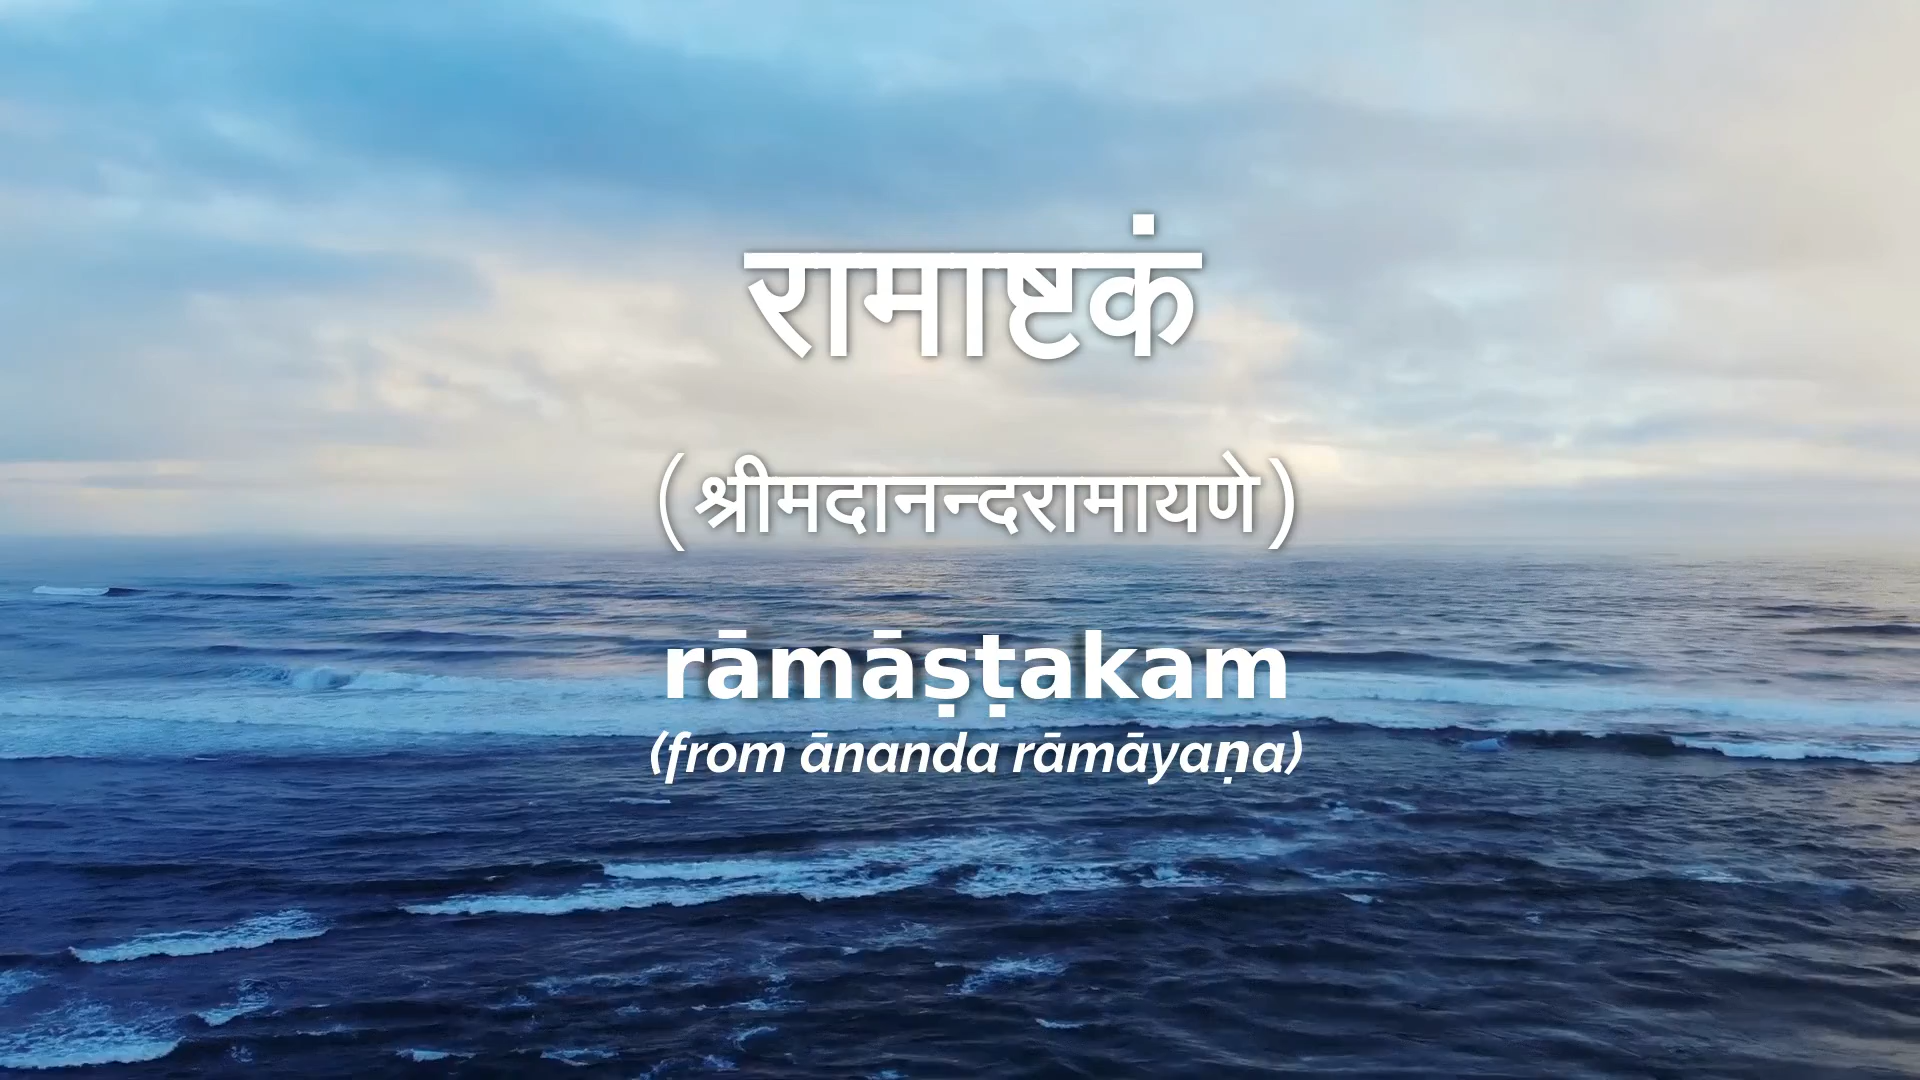 रामाष्टकं
(श्रीमदानन्दरामायणे)
rāmāṣṭakam
(from ānanda rāmāyaṇa)